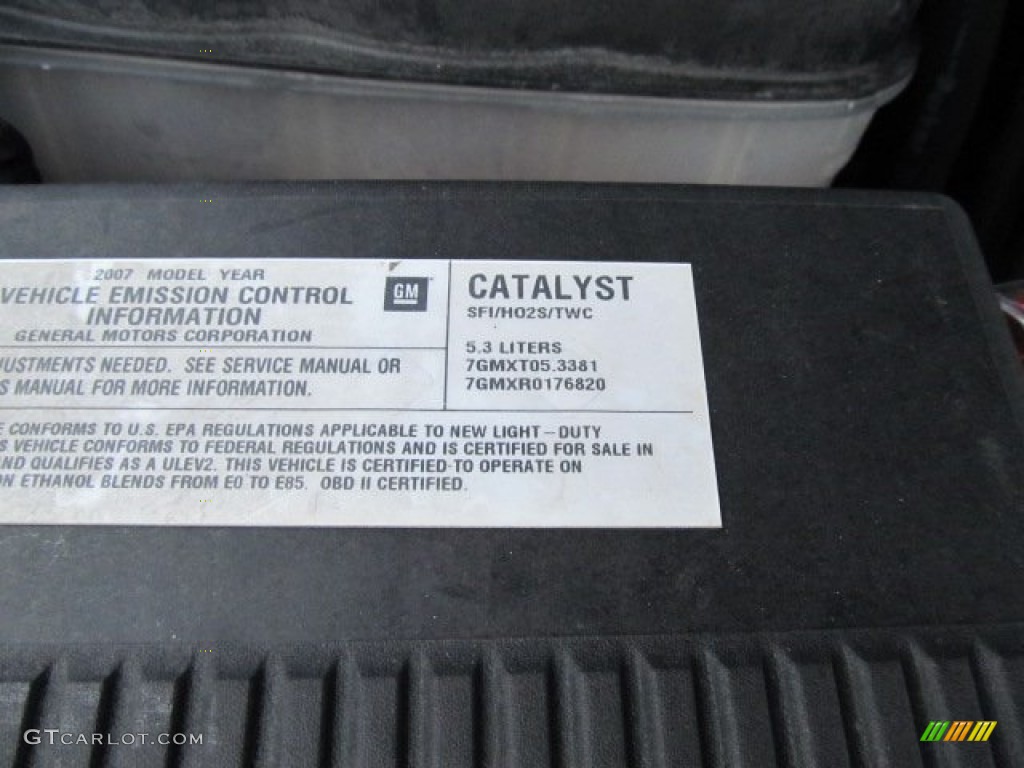 2007 MODEL YEAR
VEHICLE EMISSION CONTROL
INFORMATION
GENERAL MOTORS CORPORATION
GM
CATALYST
SFI/HO2S/TWC
5.3 LITERS
7GMXT05.3381
7GMXR0176820
USTMENTS NEEDED. SEE SERVICE MANUAL OR
S MANUAL FOR MORE INFORMATION.
E CONFORMS TO U.S. EPA REGULATIONS APPLICABLE TO NEW LIGHT-DUTY
S VEHICLE CONFORMS TO FEDERAL REGULATIONS AND IS CERTIFIED FOR SALE IN
ND QUALIFIES AS A ULEV2. THIS VEHICLE IS CERTIFIED TO OPERATE ON
ON ETHANOL BLENDS FROM E0 TO E85. OBD II CERTIFIED.
GTCARLOT.COM